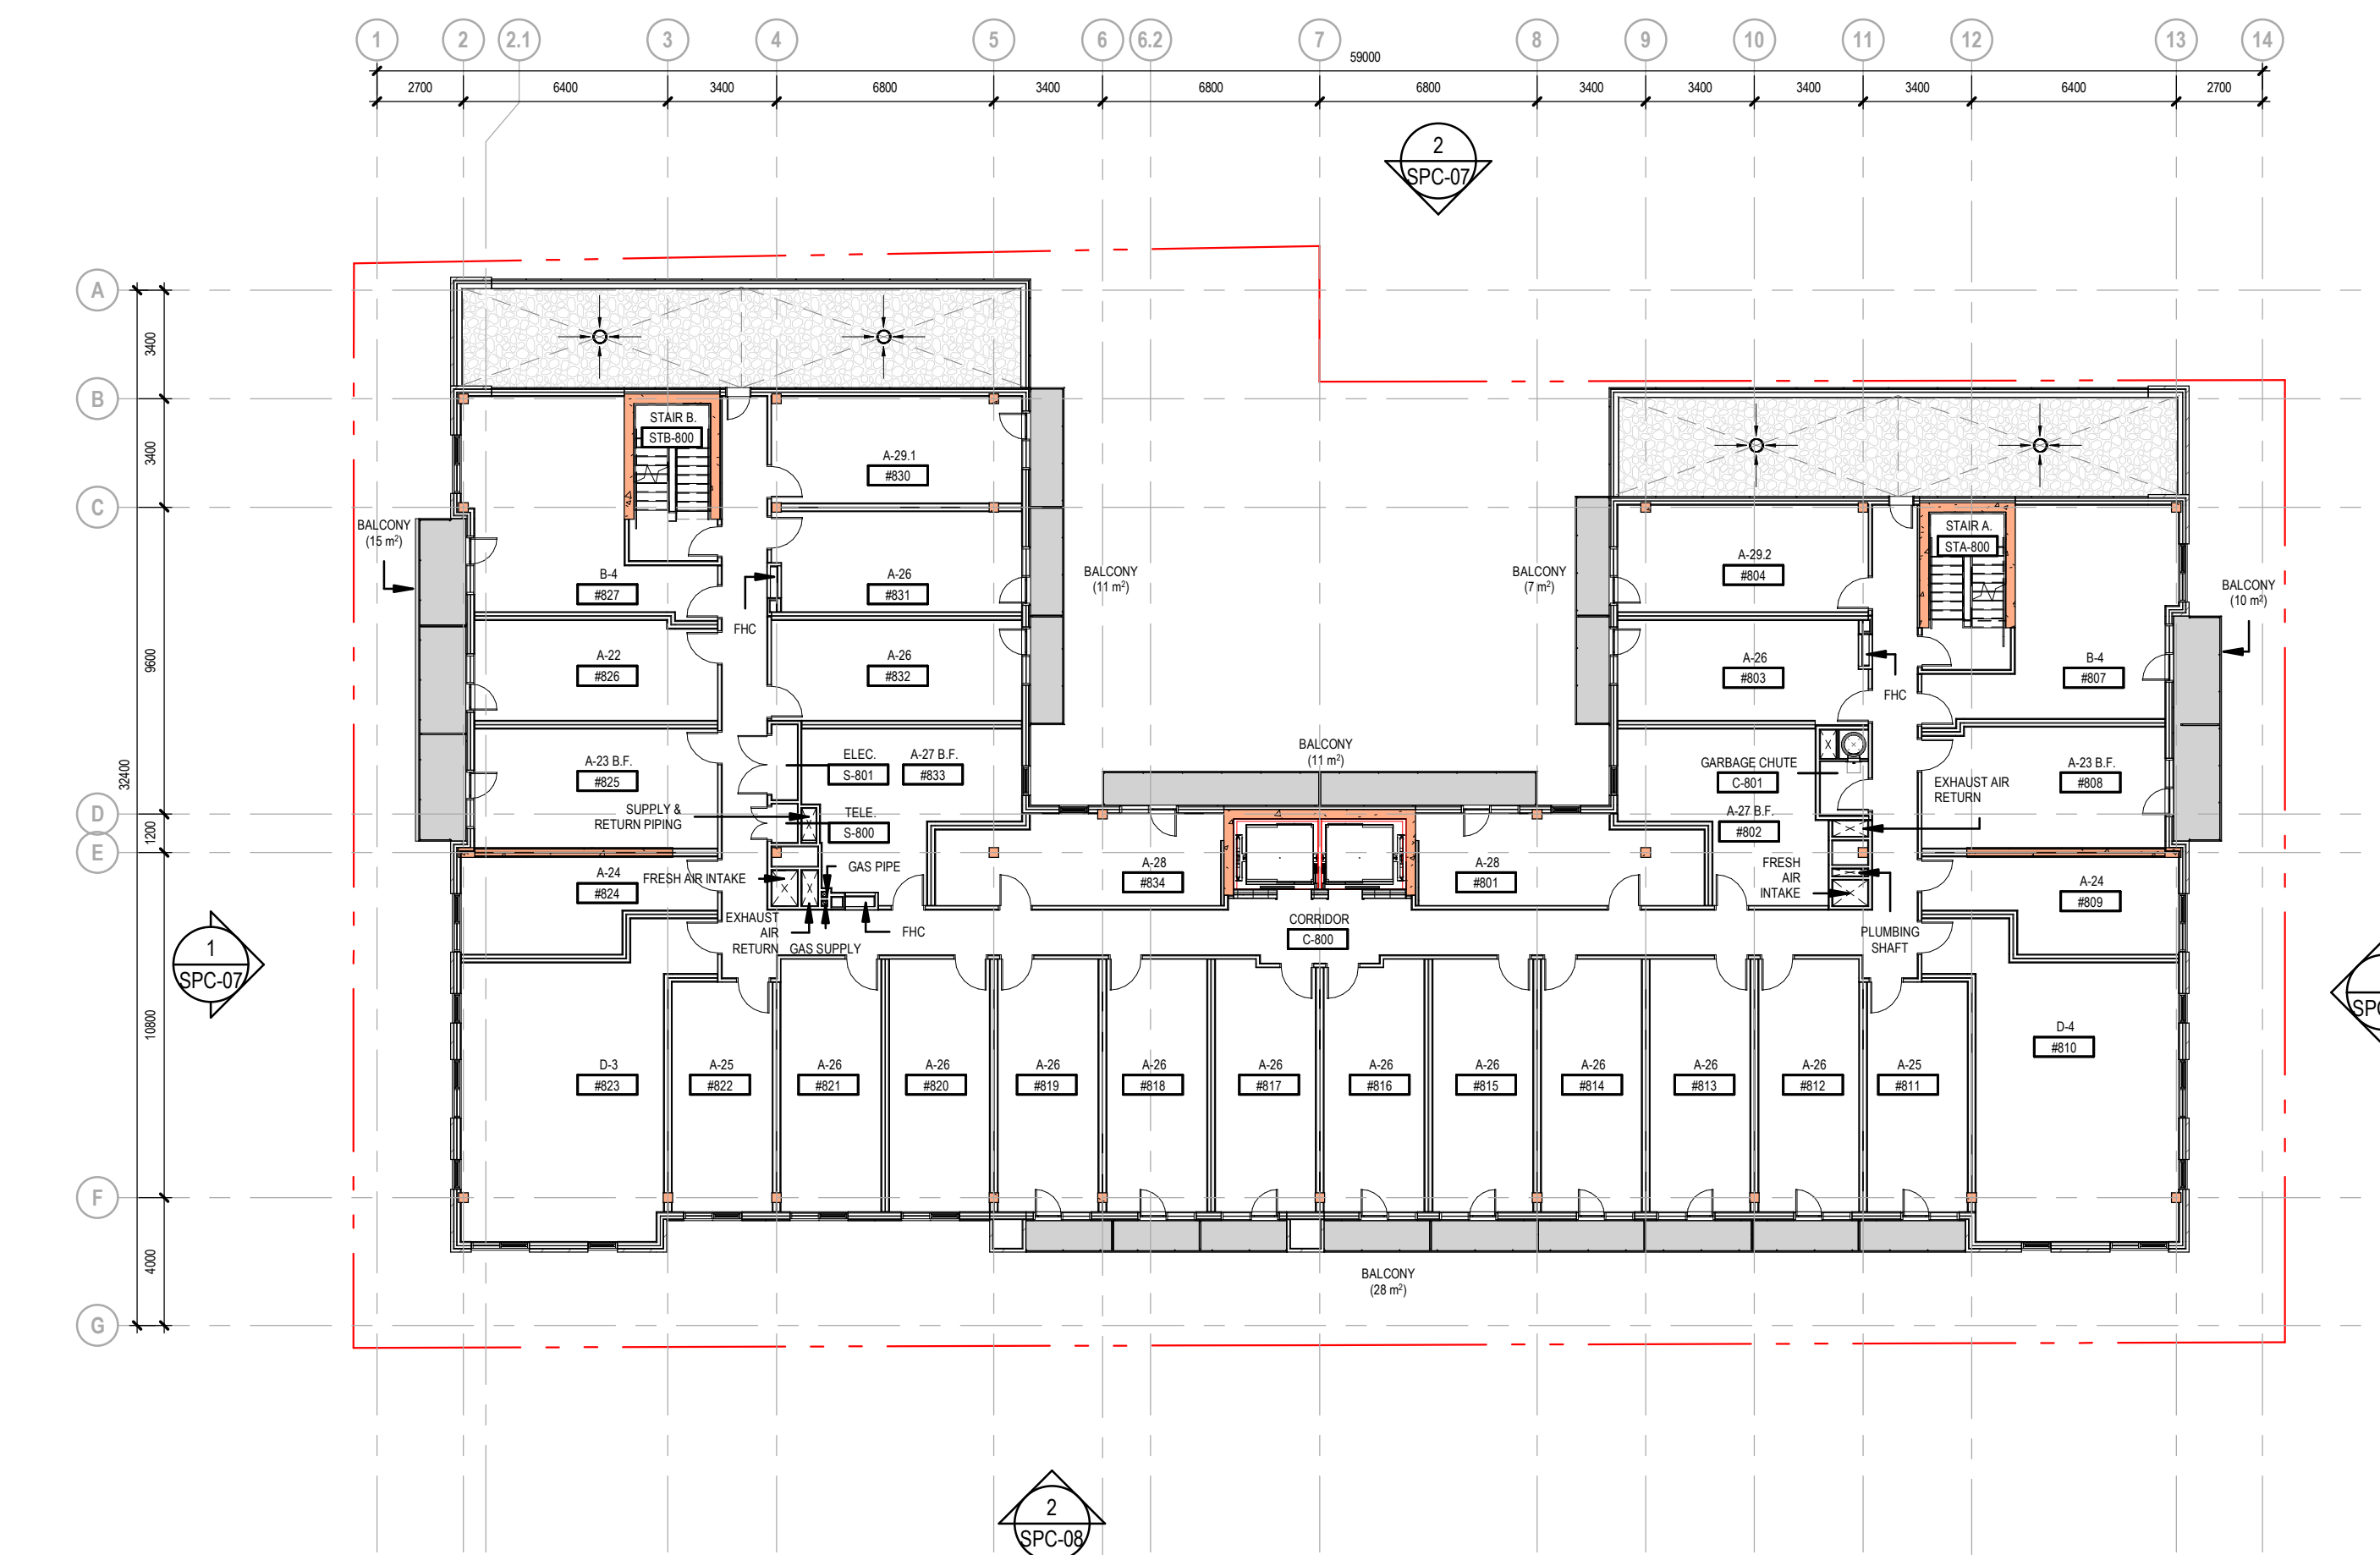 1 2 2.1 3 4 5 6 6.2 7 8 9 10 11 12 13 14
59000
2700 6400 3400 6800 3400 6800 6800 3400 3400 3400 3400 6400 2700
2
SPC-07
A
B
C
D
E
F
G
3400
3400
9600
1200
10800
4000
32400
1
SPC-07
STAIR B.
STB-800
A-29.1
#830
BALCONY
(15 m²)
B-4
#827
FHC
A-26
#831
BALCONY
(11 m²)
A-22
#826
A-26
#832
A-23 B.F.
#825
ELEC.
S-801
A-27 B.F.
#833
SUPPLY &
RETURN PIPING
TELE.
S-800
A-24
#824
FRESH AIR INTAKE
GAS PIPE
EXHAUST
AIR
RETURN
GAS SUPPLY
FHC
BALCONY
(11 m²)
A-28
#834
A-28
#801
CORRIDOR
C-800
BALCONY
(7 m²)
A-29.2
#804
STAIR A.
STA-800
BALCONY
(10 m²)
A-26
#803
FHC
B-4
#807
GARBAGE CHUTE
C-801
EXHAUST AIR
RETURN
A-23 B.F.
#808
A-27 B.F.
#802
FRESH
AIR
INTAKE
A-24
#809
PLUMBING
SHAFT
D-3
#823
A-25
#822
A-26
#821
A-26
#820
A-26
#819
A-26
#818
A-26
#817
A-26
#816
A-26
#815
A-26
#814
A-26
#813
A-26
#812
A-25
#811
D-4
#810
BALCONY
(28 m²)
2
SPC-08